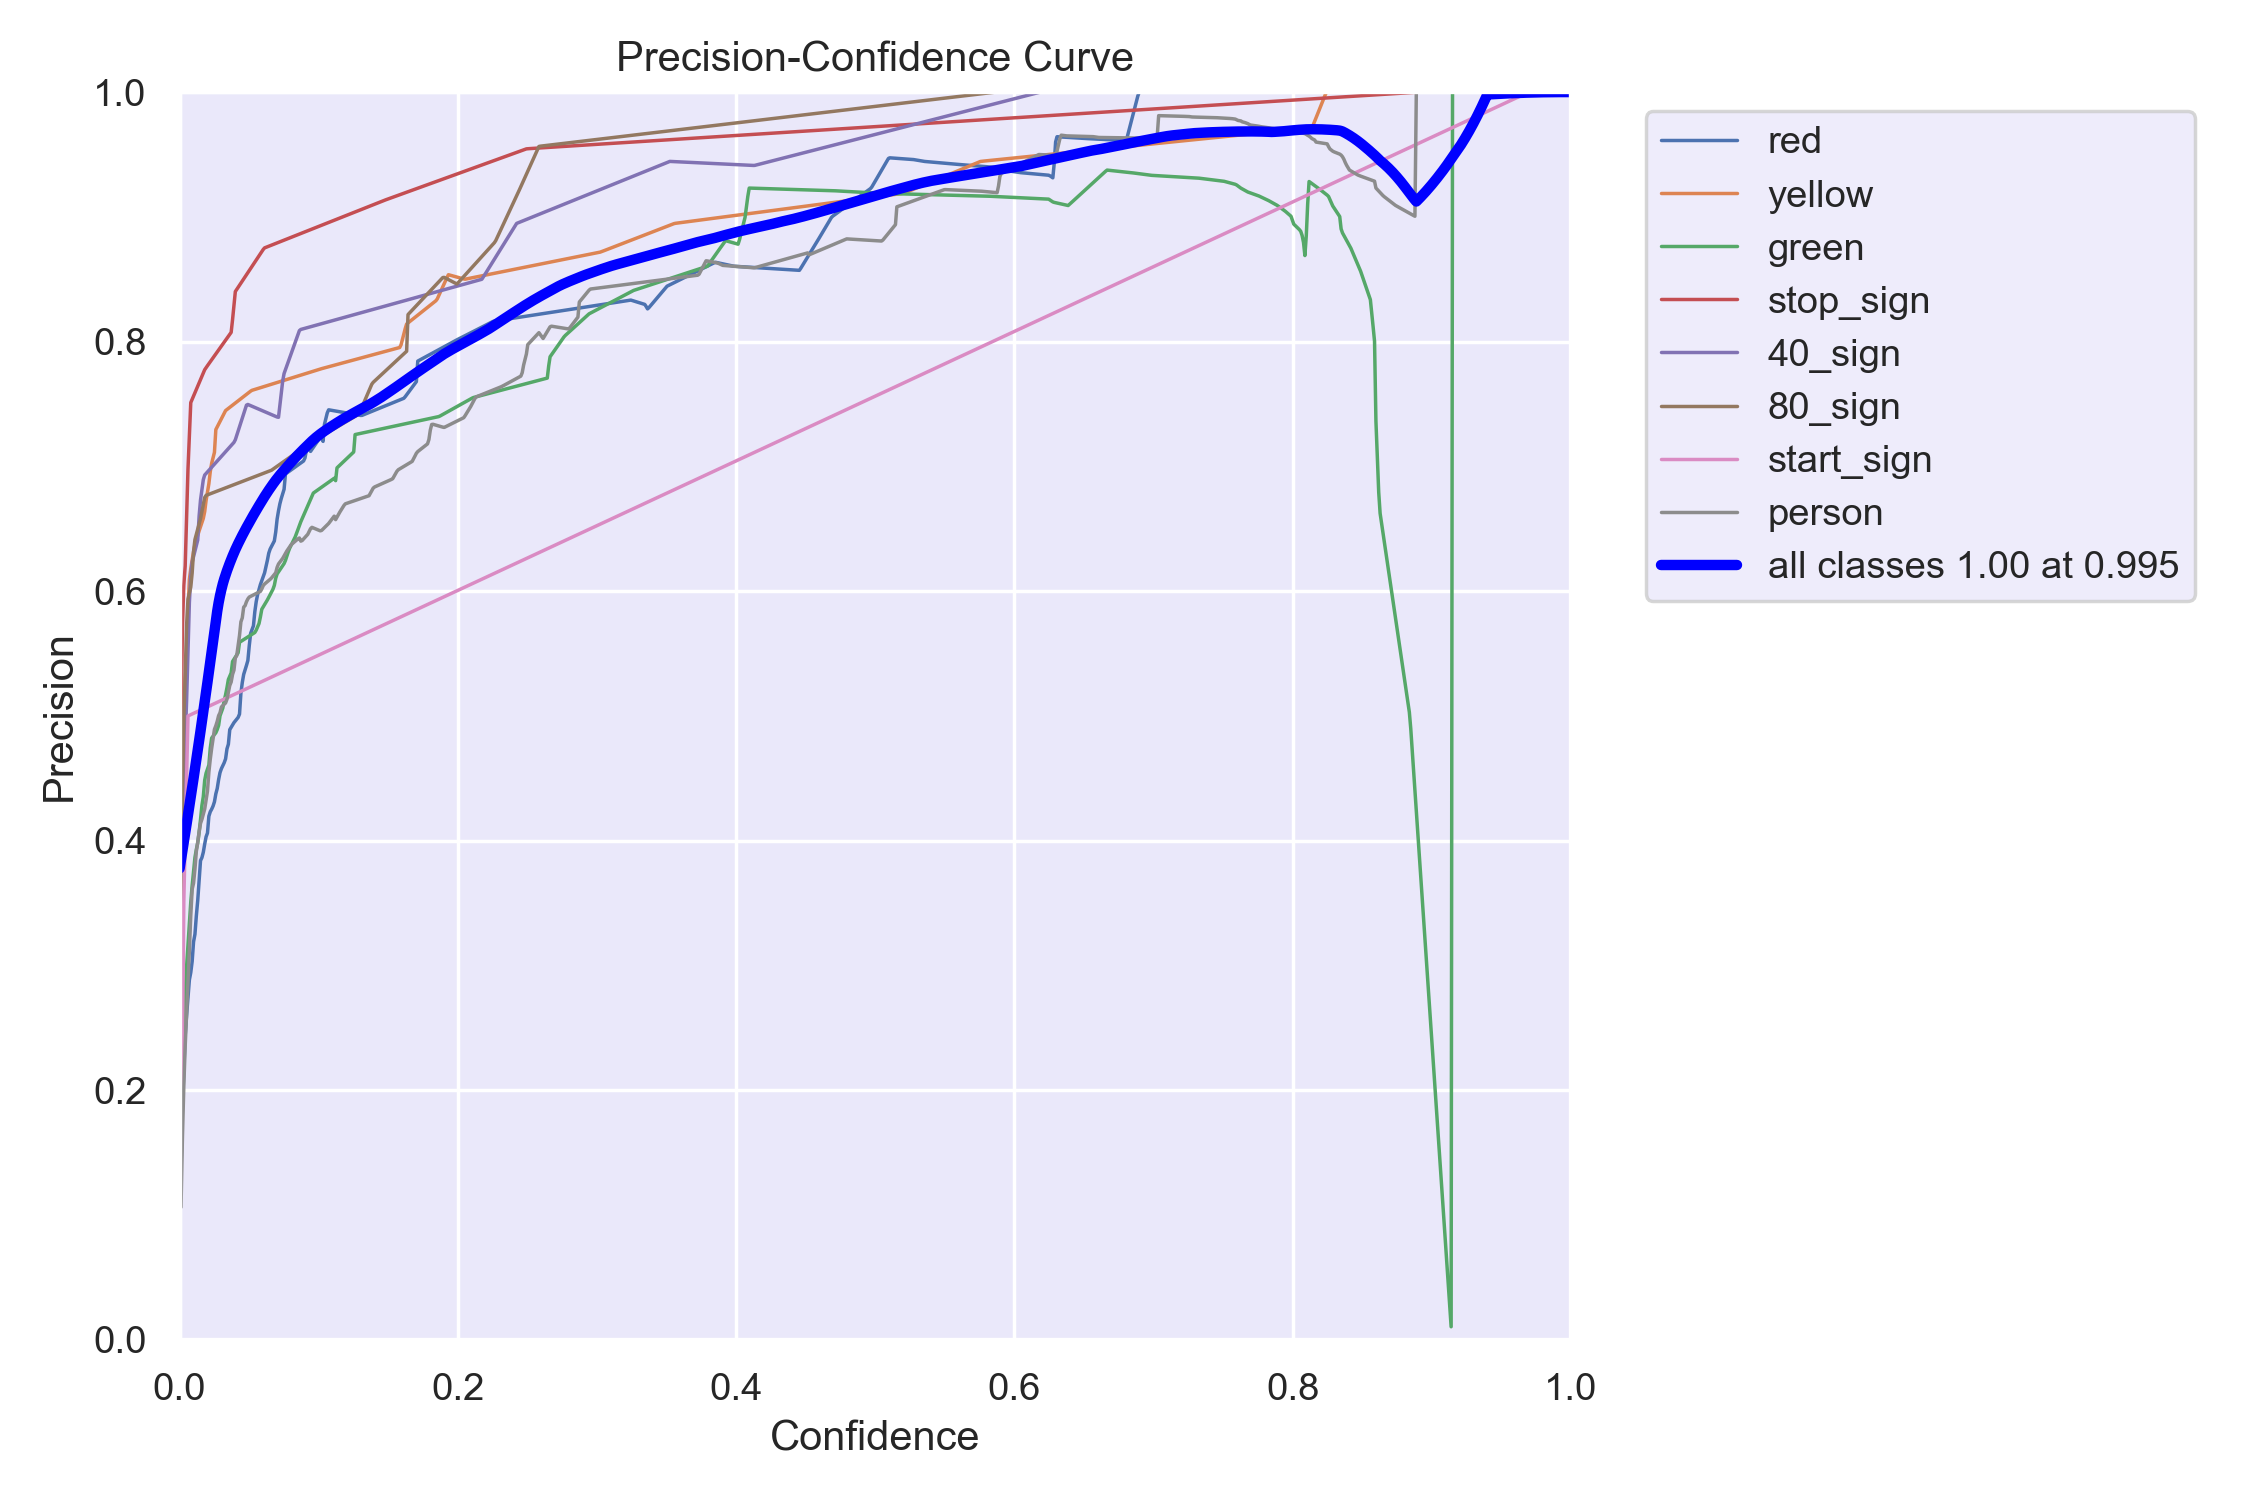 Precision-Confidence Curve
1.0
0.8
0.6
0.4
0.2
0.0
Precision
0.0 0.2 0.4 0.6 0.8 1.0
Confidence
red
yellow
green
stop_sign
40_sign
80_sign
start_sign
person
all classes 1.00 at 0.995